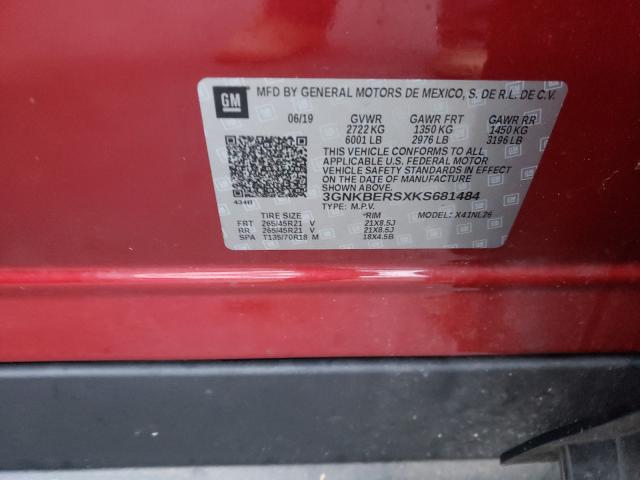 GM MFD BY GENERAL MOTORS DE MEXICO, S. DE R.L. DE C.V.
06/19 GVWR GAWR FRT GAWR RR
2722 KG 1350 KG 1450 KG
6001 LB 2976 LB 3196 LB
THIS VEHICLE CONFORMS TO ALL
APPLICABLE U.S. FEDERAL MOTOR
VEHICLE SAFETY STANDARDS IN EFFECT
ON THE DATE OF MANUFACTURE SHOWN ABOVE.
3GNKBERSXKS681484
TYPE: M.P.V. MODEL: X41NL26
TIRE SIZE RIM
FRT 265/45R21 V 21X8.5J
RR 265/45R21 V 21X8.5J
SPA T135/70R18 M 18X4.5B